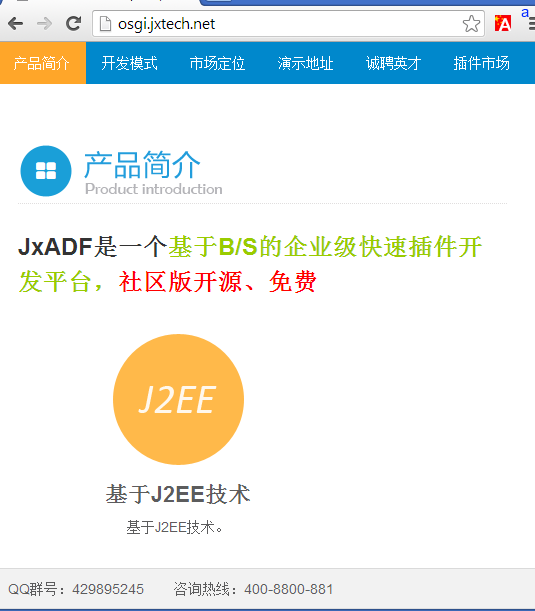 osgi.jxtech.net
产品简介 开发模式 市场定位 演示地址 诚聘英才 插件市场
产品简介
Product introduction
JxADF是一个基于B/S的企业级快速插件开
发平台，社区版开源、免费
J2EE
基于J2EE技术
基于J2EE技术。
QQ群号：429895245 咨询热线：400-8800-881